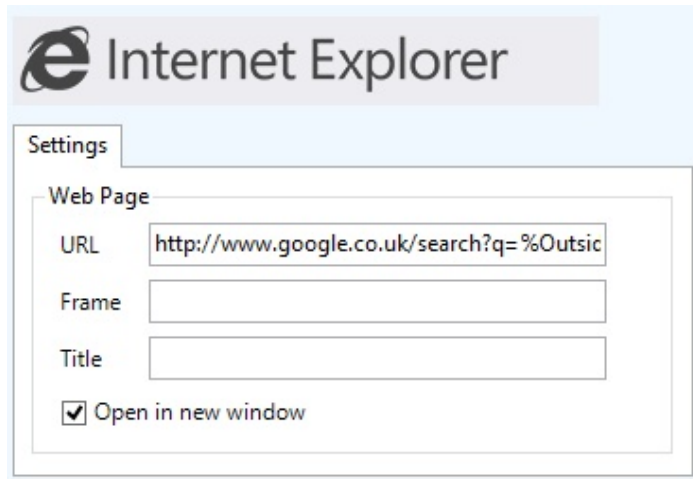 Internet Explorer
Settings
Web Page
URL http://www.google.co.uk/search?q=%Outsic
Frame
Title
Open in new window